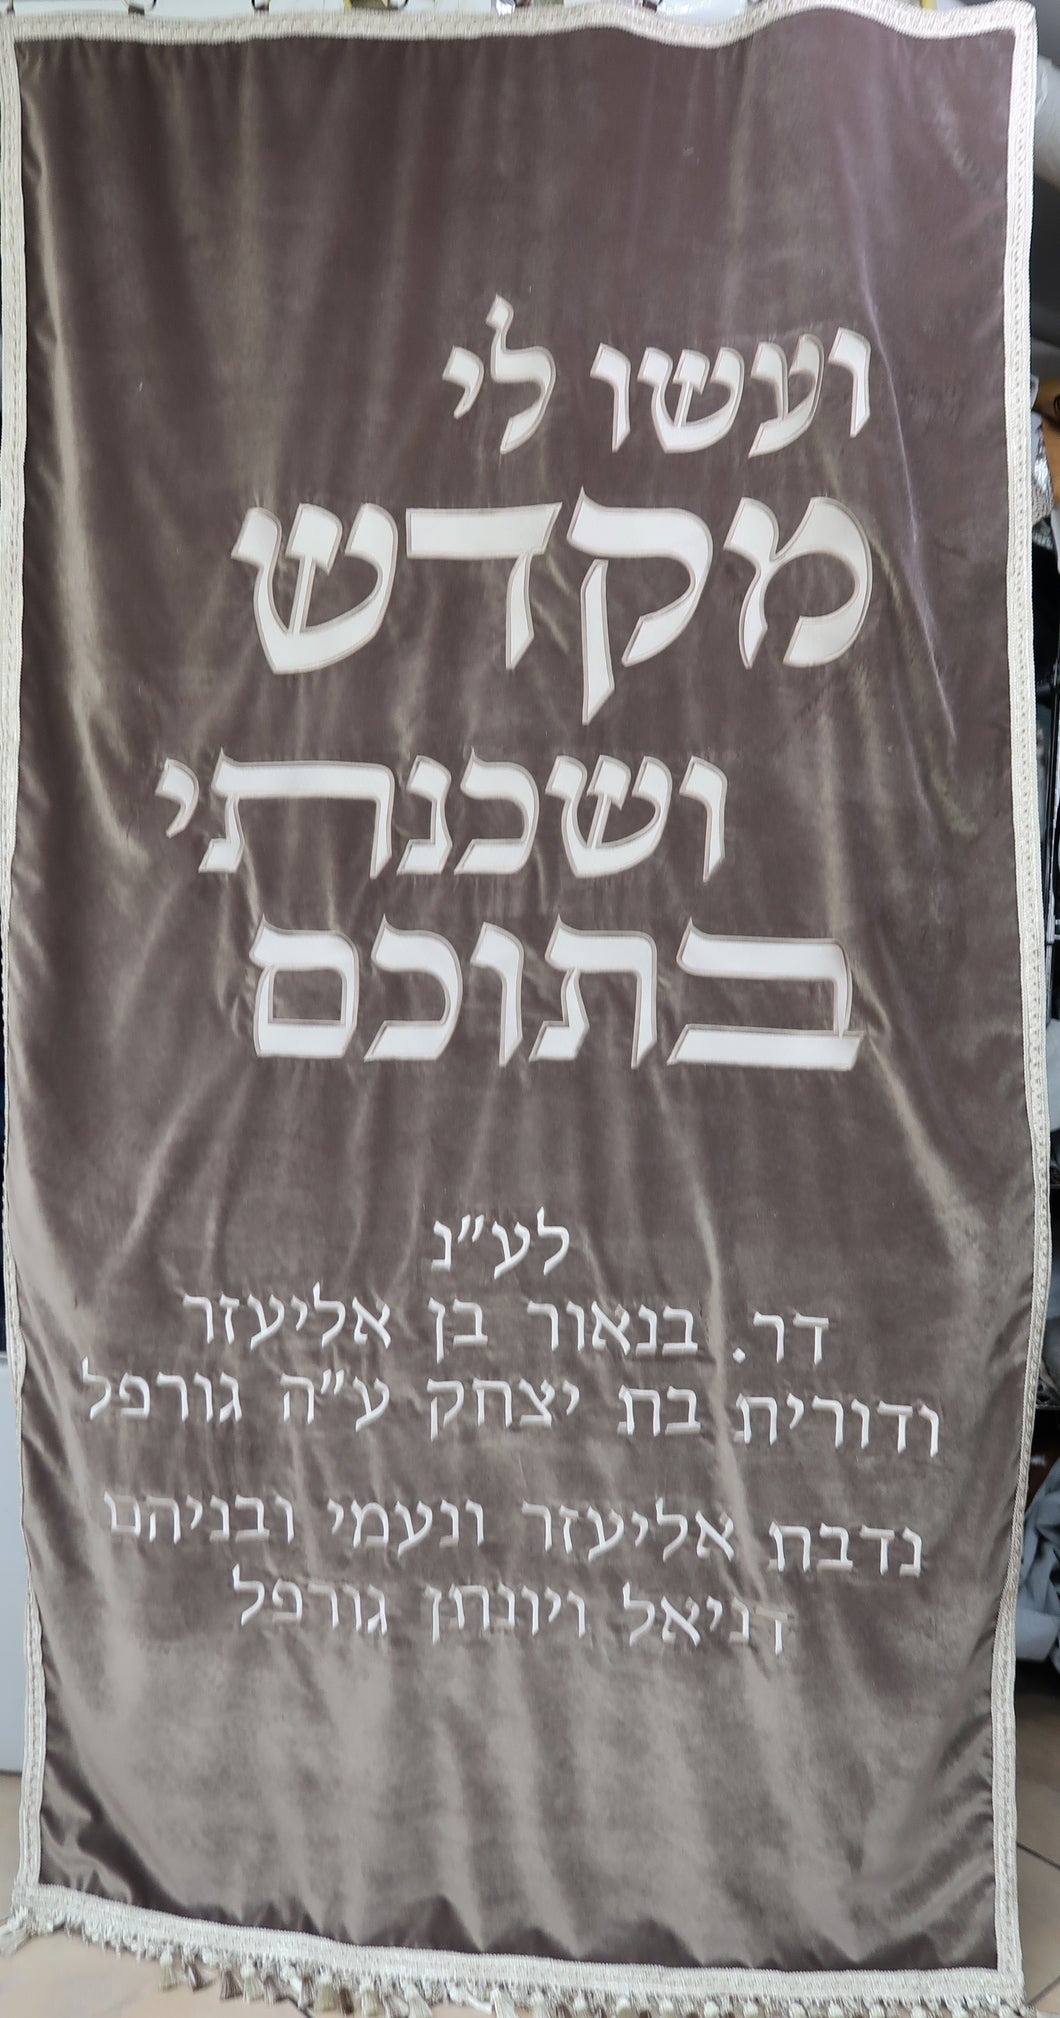 ועשו לי
מקדש
ושכנתי
בתוכם
לע״נ
דר. בנאור בן אליעזר
ודורית בת יצחק ע״ה גורפל
נדבת אליעזר ונעמי ובניהם
דניאל ויונתן גורפל